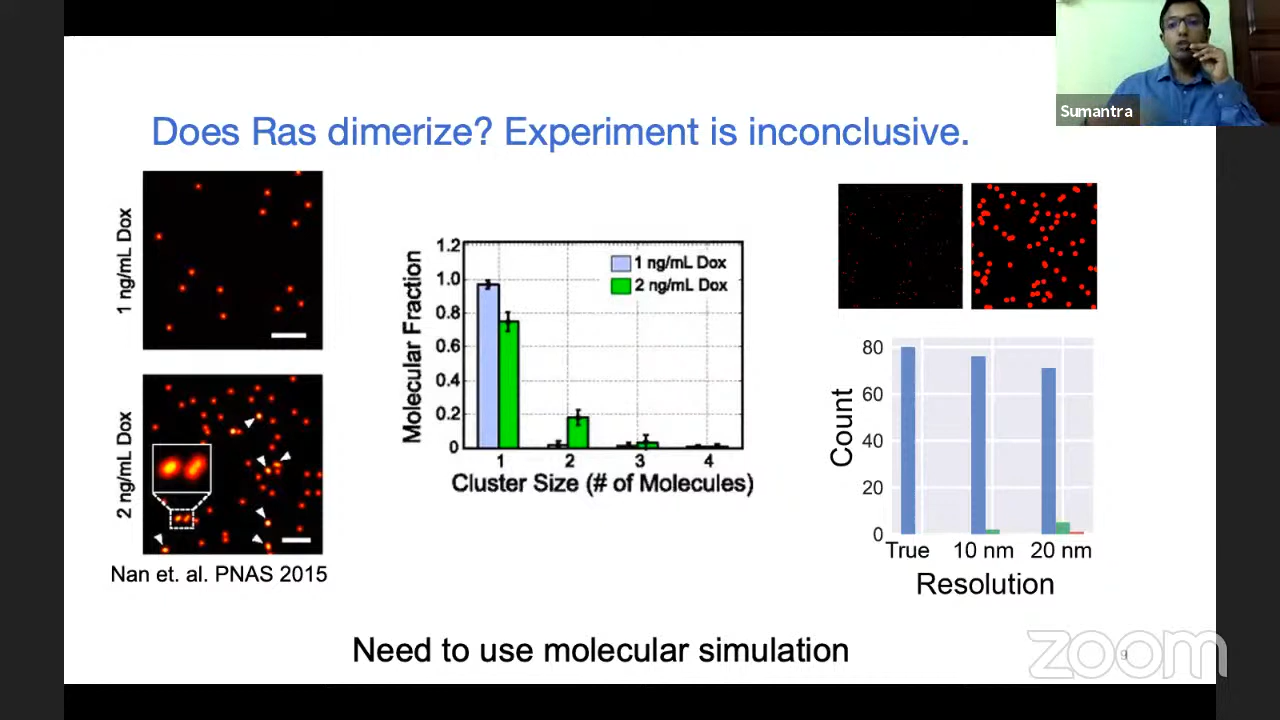 Sumantra
Does Ras dimerize? Experiment is inconclusive.
1 ng/mL Dox
2 ng/mL Dox
Nan et. al. PNAS 2015
Molecular Fraction
1.2
1.0
0.8
0.6
0.4
0.2
0
1 ng/mL Dox
2 ng/mL Dox
1 2 3 4
Cluster Size (# of Molecules)
Count
80
60
40
20
0
True 10 nm 20 nm
Resolution
Need to use molecular simulation
9
zoom